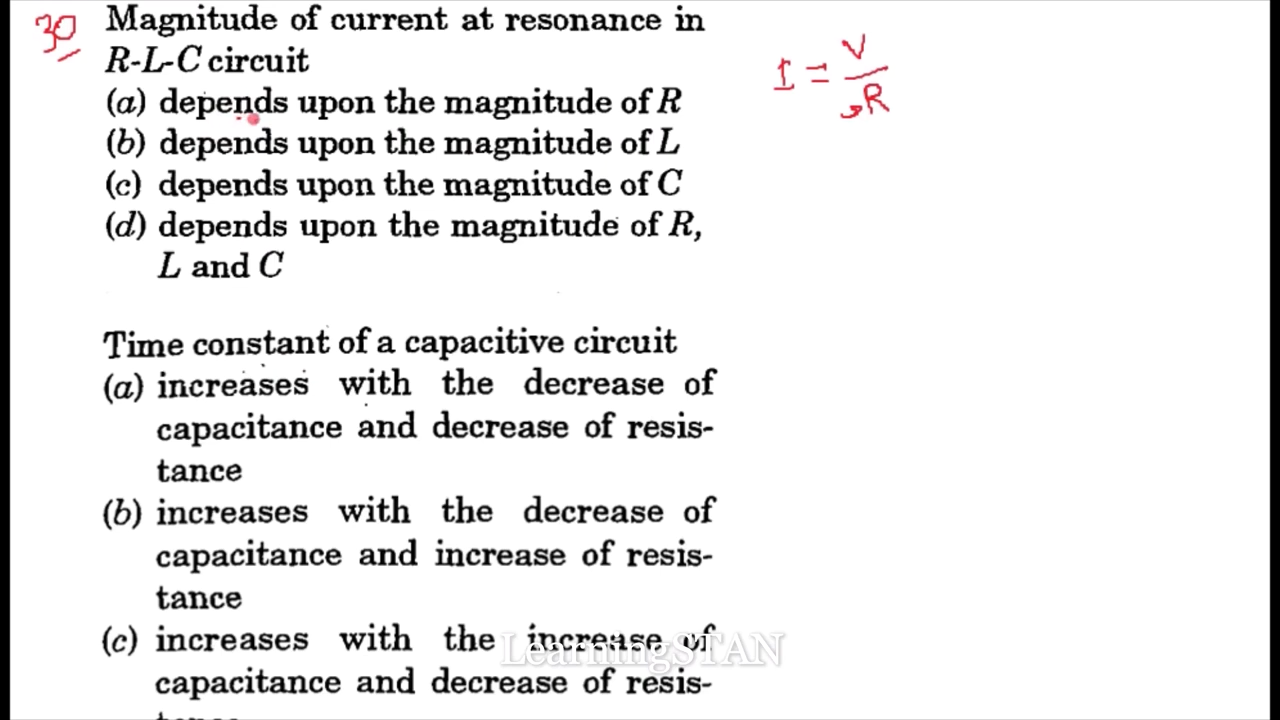 30 Magnitude of current at resonance in
R-L-C circuit
(a) depends upon the magnitude of R
(b) depends upon the magnitude of L
(c) depends upon the magnitude of C
(d) depends upon the magnitude of R,
L and C
I = V
R
Time constant of a capacitive circuit
(a) increases with the decrease of
capacitance and decrease of resis-
tance
(b) increases with the decrease of
capacitance and increase of resis-
tance
(c) increases with the increase of
capacitance and decrease of resis-
LearningSTAN